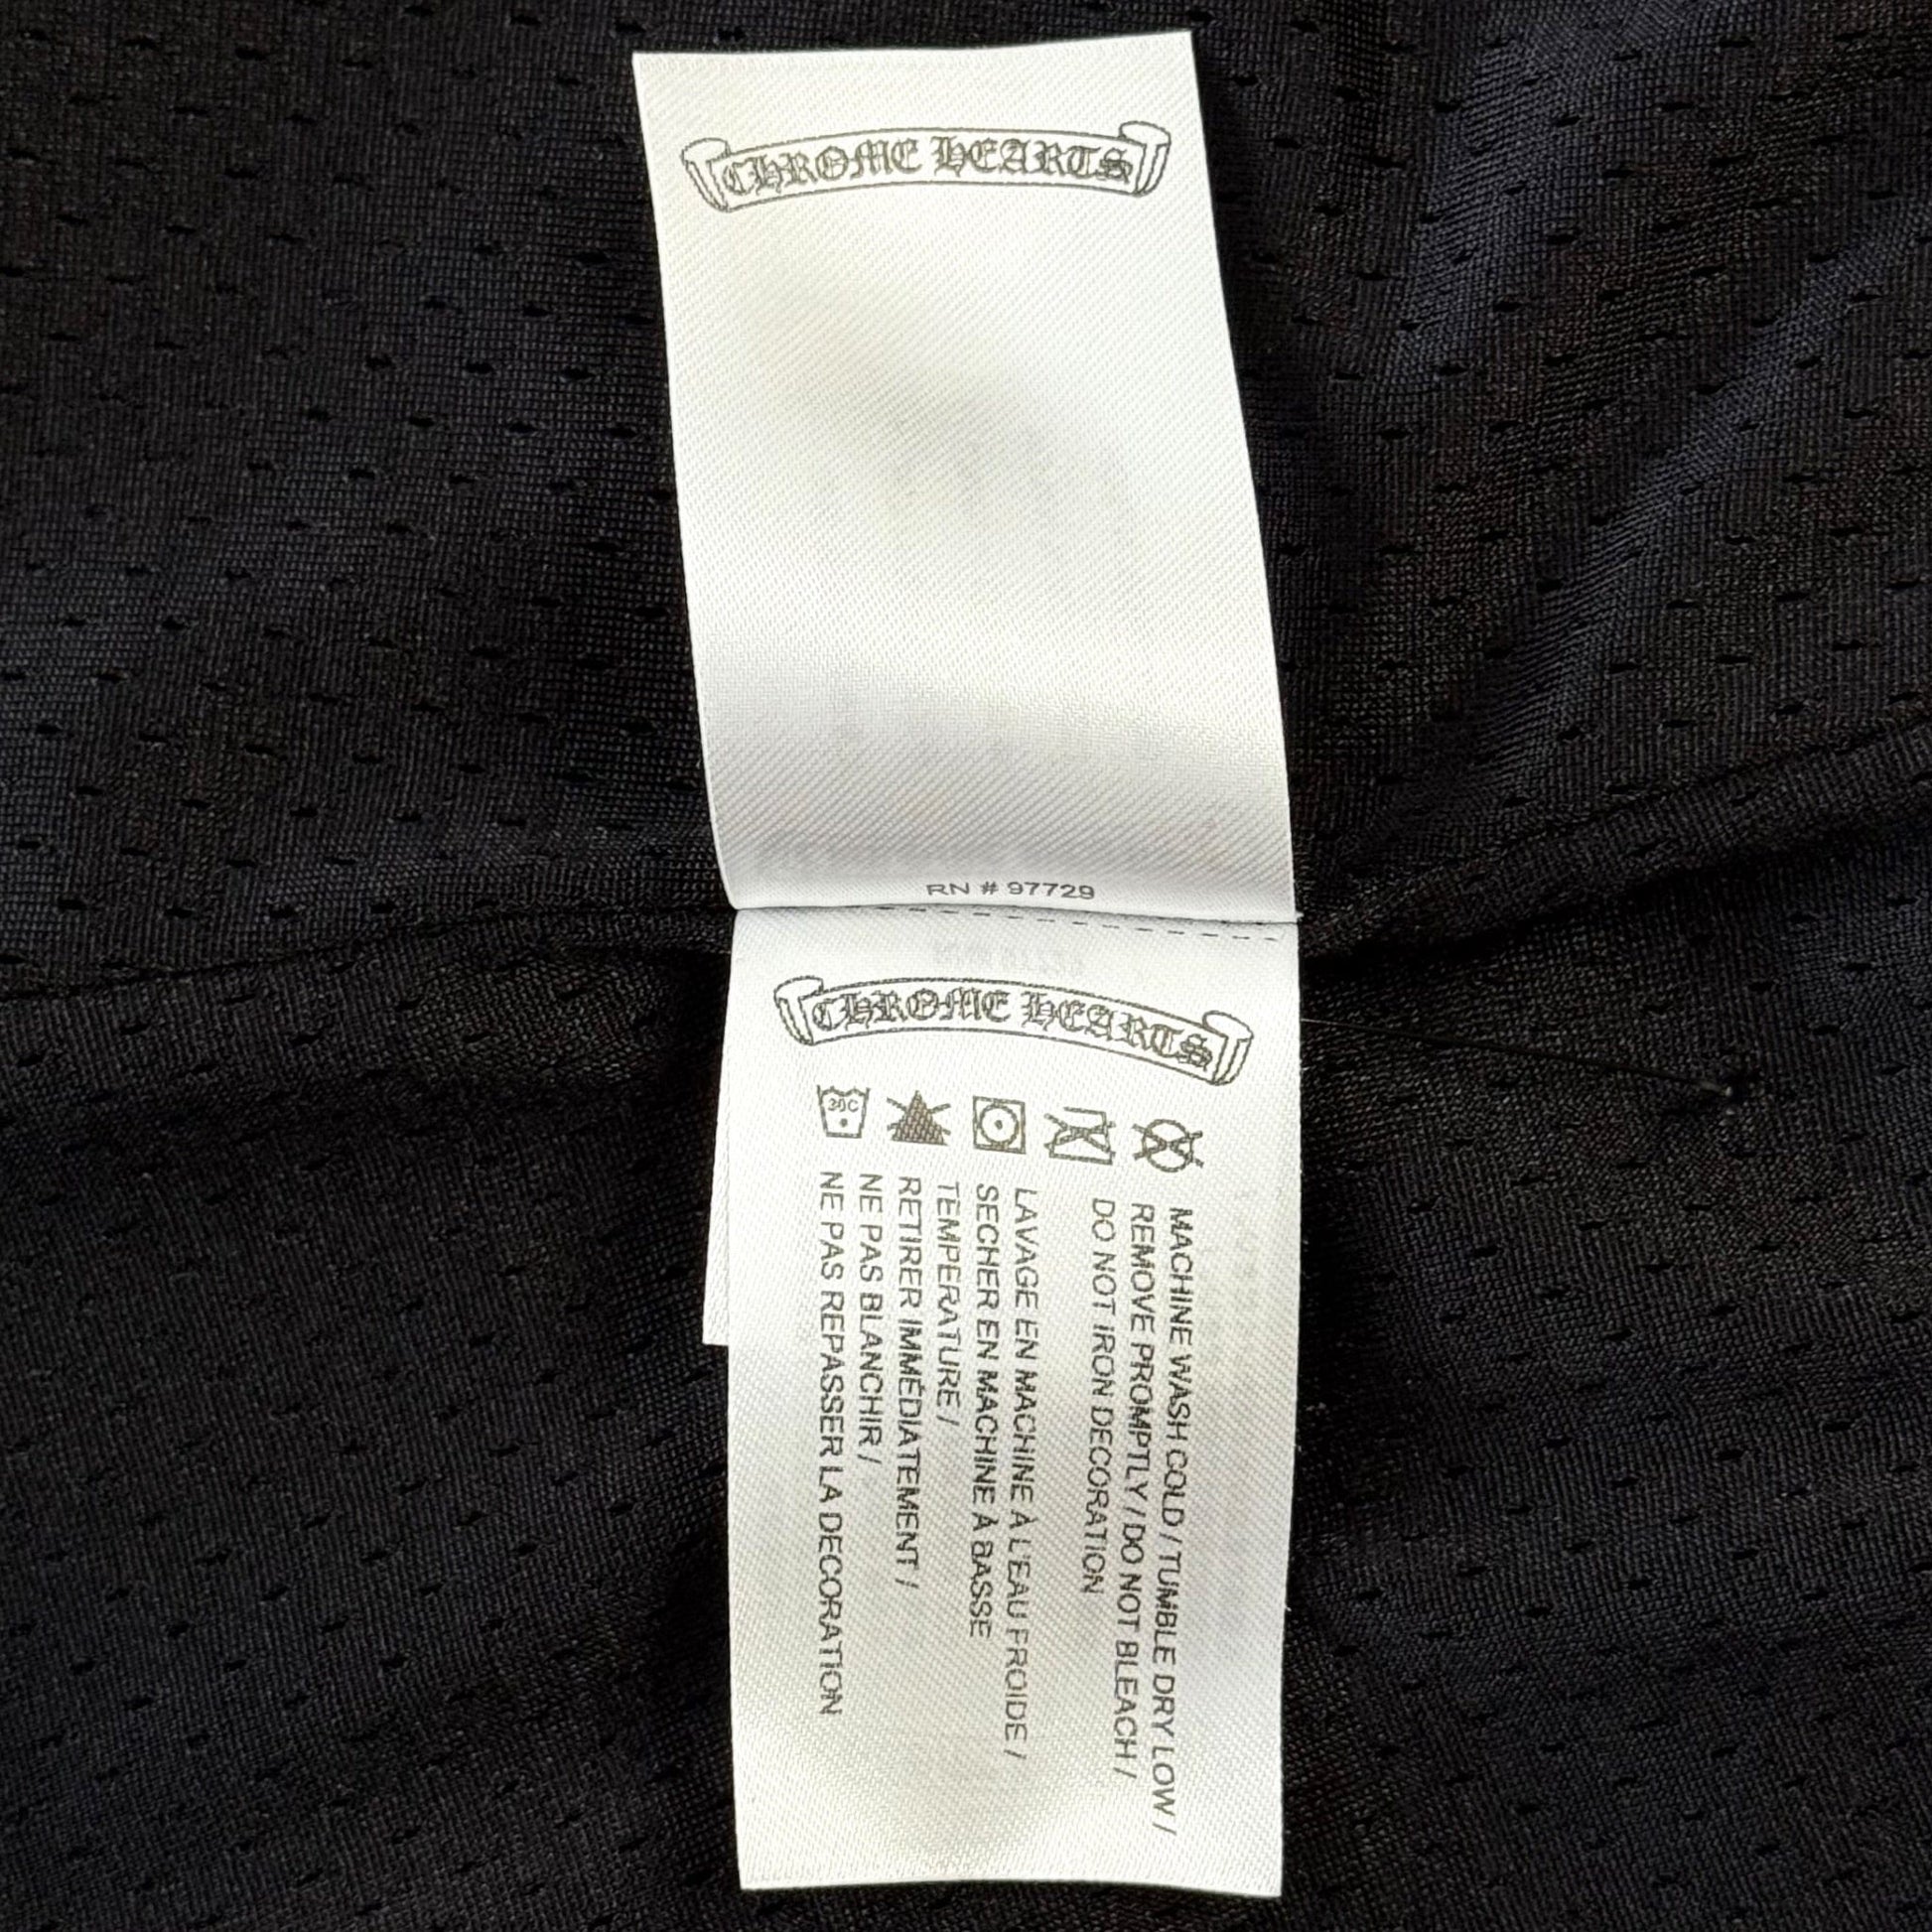 CHROME HEARTS
RN # 97729
CHROME HEARTS
30C
MACHINE WASH COLD / TUMBLE DRY LOW /
REMOVE PROMPTLY / DO NOT BLEACH /
DO NOT IRON DECORATION
LAVAGE EN MACHINE À L'EAU FROIDE /
SECHER EN MACHINE À BASSE
TEMPERATURE /
RETIRER IMMÉDIATEMENT /
NE PAS BLANCHIR /
NE PAS REPASSER LA DECORATION